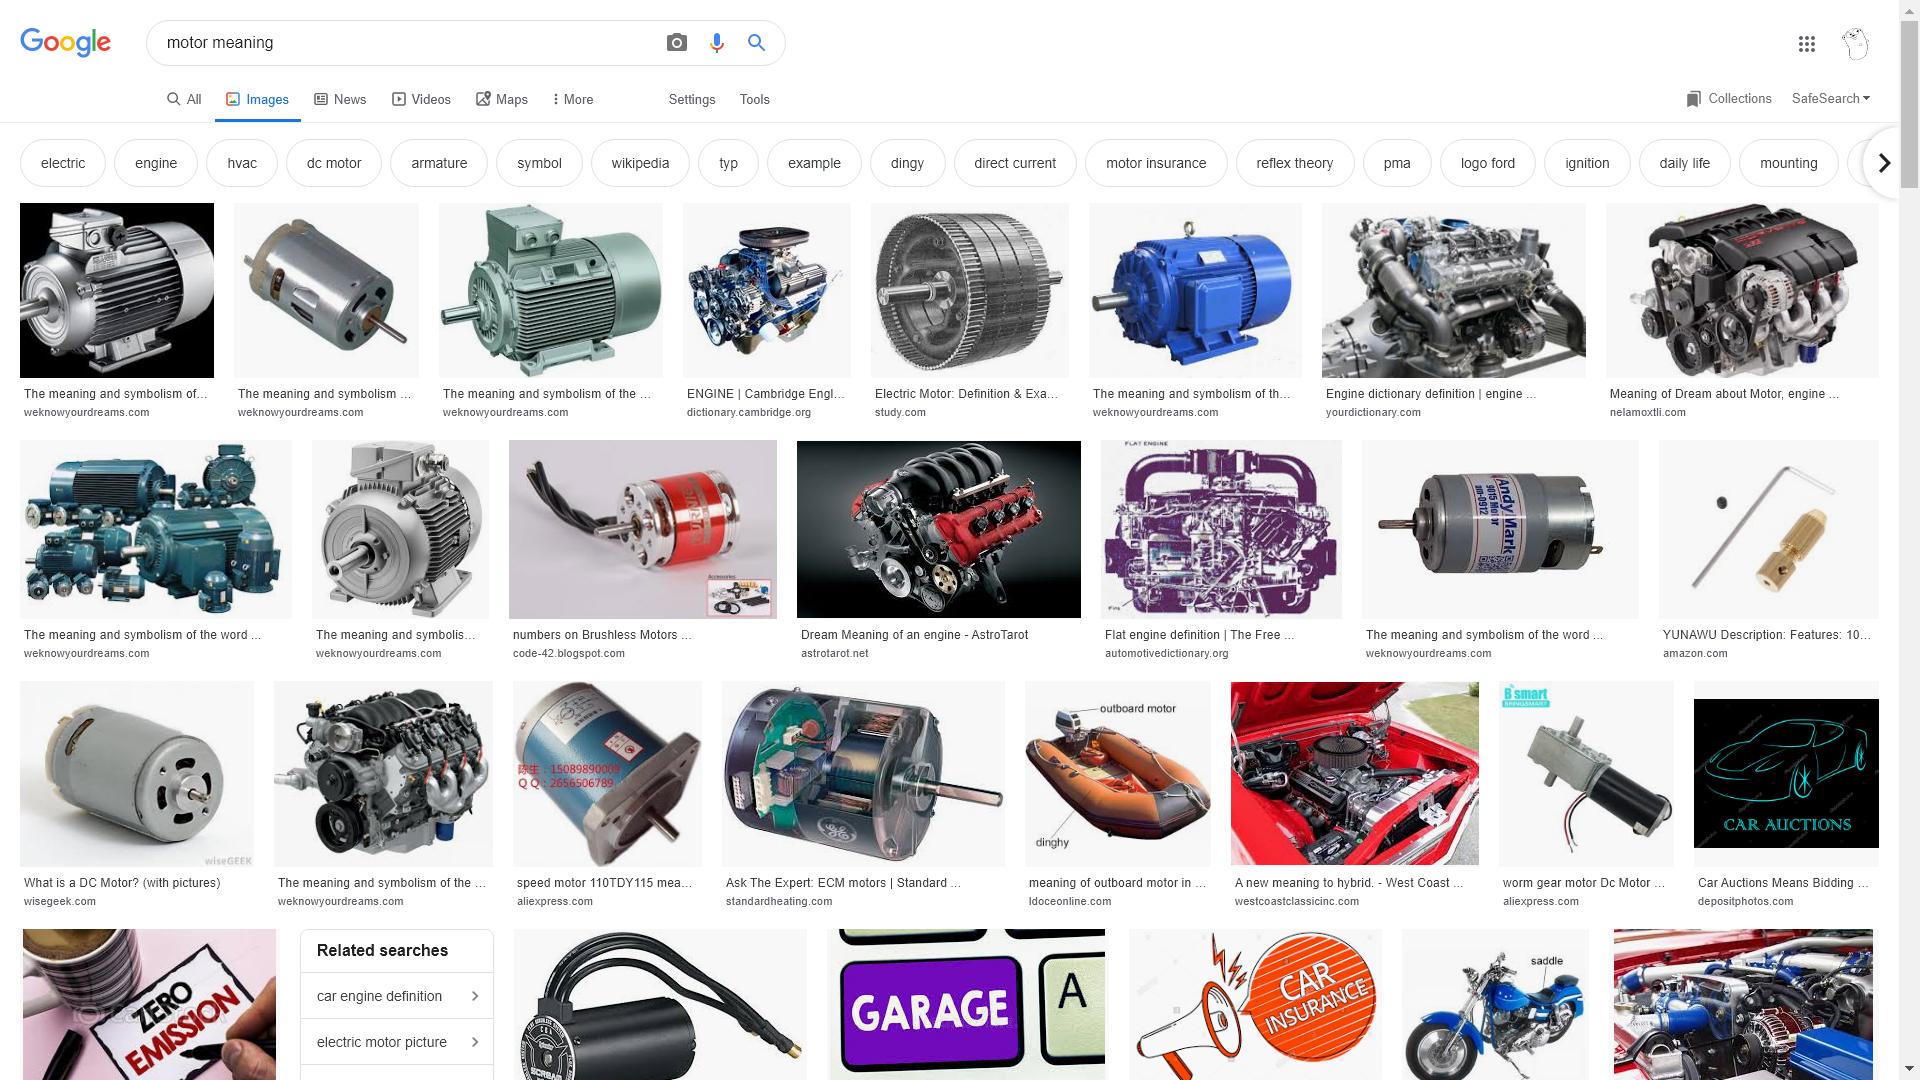 Google
motor meaning
All
Images
News
Videos
Maps
More
Settings
Tools
Collections
SafeSearch
electric
engine
hvac
dc motor
armature
symbol
wikipedia
typ
example
dingy
direct current
motor insurance
reflex theory
pma
logo ford
ignition
daily life
mounting
The meaning and symbolism of...
weknowyourdreams.com
The meaning and symbolism ...
weknowyourdreams.com
The meaning and symbolism of the ...
weknowyourdreams.com
ENGINE | Cambridge Engl...
dictionary.cambridge.org
Electric Motor: Definition & Exa...
study.com
The meaning and symbolism of th...
weknowyourdreams.com
Engine dictionary definition | engine ...
yourdictionary.com
Meaning of Dream about Motor, engine ...
nelamoxtli.com
Accessories
FLAT ENGINE
AndyMark
9015 Motor
am-0912
The meaning and symbolism of the word ...
weknowyourdreams.com
The meaning and symbolis...
weknowyourdreams.com
numbers on Brushless Motors ...
code-42.blogspot.com
Dream Meaning of an engine - AstroTarot
astrotarot.net
Flat engine definition | The Free ...
automotivedictionary.org
The meaning and symbolism of the word ...
weknowyourdreams.com
YUNAWU Description: Features: 10...
amazon.com
wiseGEEK
陈生：15089890009
QQ：2656506789
outboard motor
dinghy
B smart
BRINGSMART
CAR AUCTIONS
What is a DC Motor? (with pictures)
wisegeek.com
The meaning and symbolism of the ...
weknowyourdreams.com
speed motor 110TDY115 mea...
aliexpress.com
Ask The Expert: ECM motors | Standard ...
standardheating.com
meaning of outboard motor in ...
ldoceonline.com
A new meaning to hybrid. - West Coast ...
westcoastclassicinc.com
worm gear motor Dc Motor ...
aliexpress.com
Car Auctions Means Bidding ...
depositphotos.com
ZERO
EMISSION
Related searches
car engine definition
electric motor picture
GARAGE
A
CAR
INSURANCE
saddle